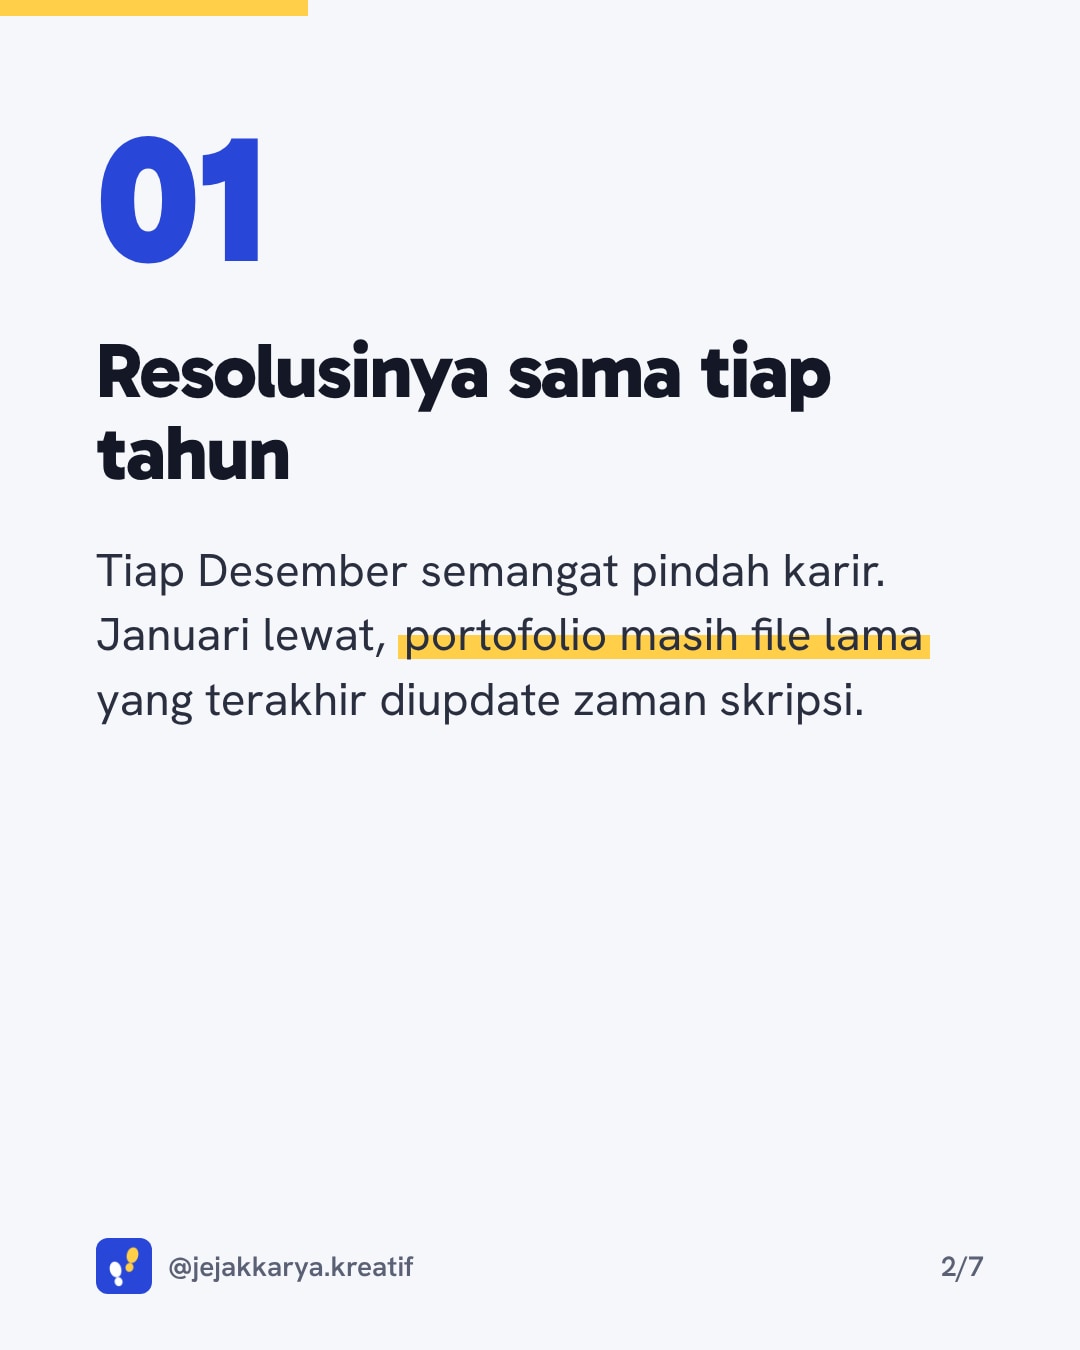 01
Resolusinya sama tiap
tahun
Tiap Desember semangat pindah karir.
Januari lewat, portofolio masih file lama
yang terakhir diupdate zaman skripsi.
@jejakkarya.kreatif
2/7